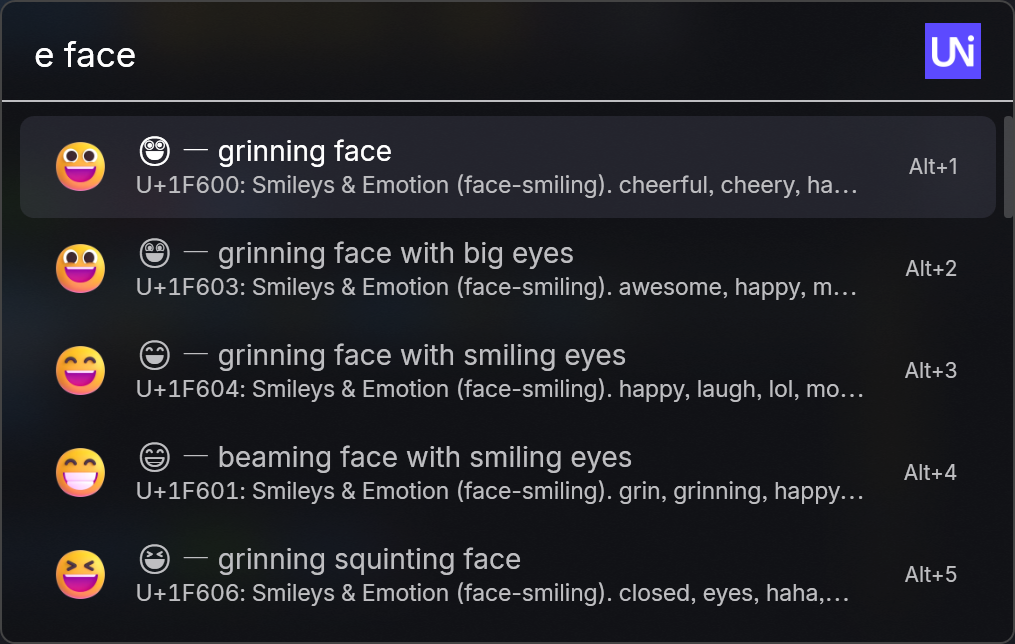 e face
UNi
😀 — grinning face
U+1F600: Smileys & Emotion (face-smiling). cheerful, cheery, ha...
Alt+1
😃 — grinning face with big eyes
U+1F603: Smileys & Emotion (face-smiling). awesome, happy, m...
Alt+2
😄 — grinning face with smiling eyes
U+1F604: Smileys & Emotion (face-smiling). happy, laugh, lol, mo...
Alt+3
😁 — beaming face with smiling eyes
U+1F601: Smileys & Emotion (face-smiling). grin, grinning, happy...
Alt+4
😆 — grinning squinting face
U+1F606: Smileys & Emotion (face-smiling). closed, eyes, haha,...
Alt+5